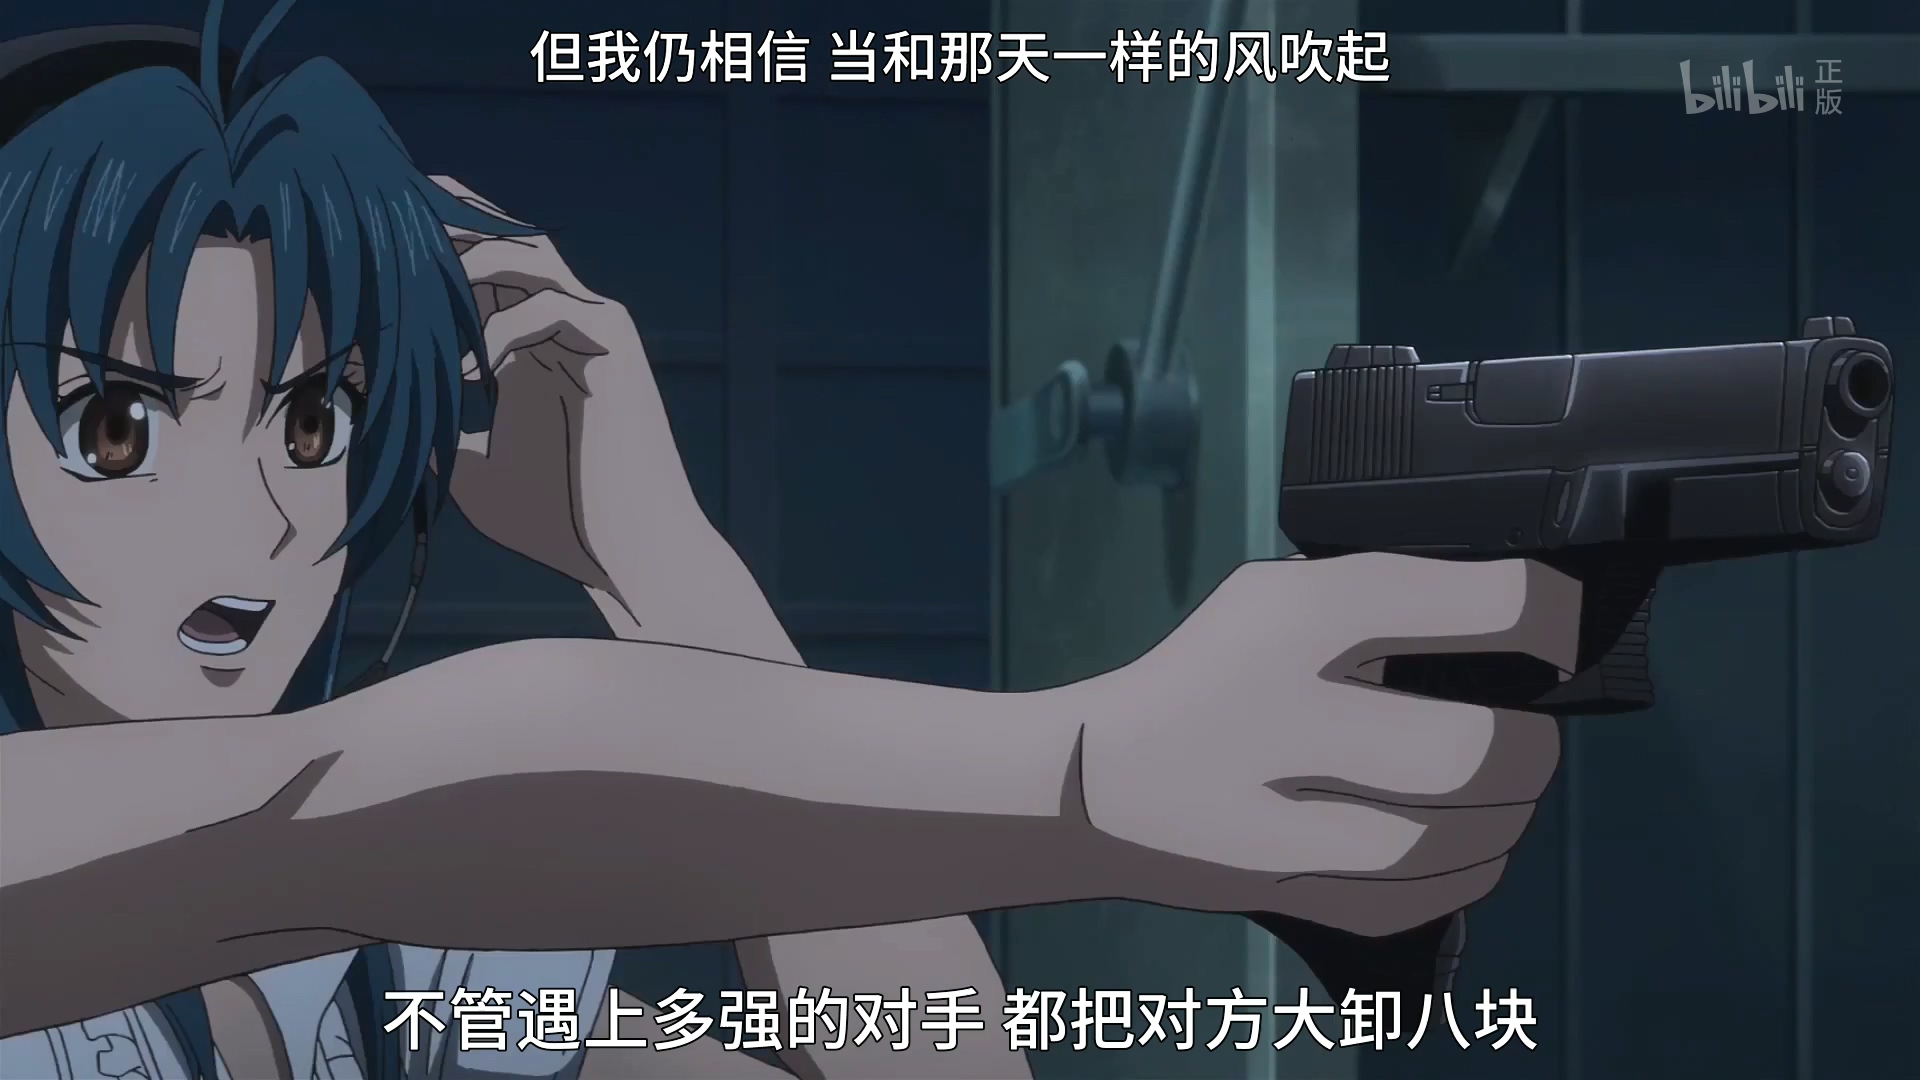 但我仍相信 当和那天一样的风吹起
bilibili 正版
不管遇上多强的对手 都把对方大卸八块